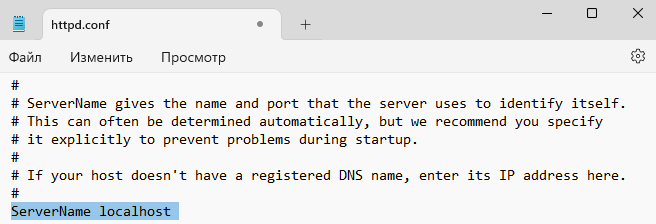 httpd.conf
Файл Изменить Просмотр
#
# ServerName gives the name and port that the server uses to identify itself.
# This can often be determined automatically, but we recommend you specify
# it explicitly to prevent problems during startup.
#
# If your host doesn't have a registered DNS name, enter its IP address here.
#
ServerName localhost